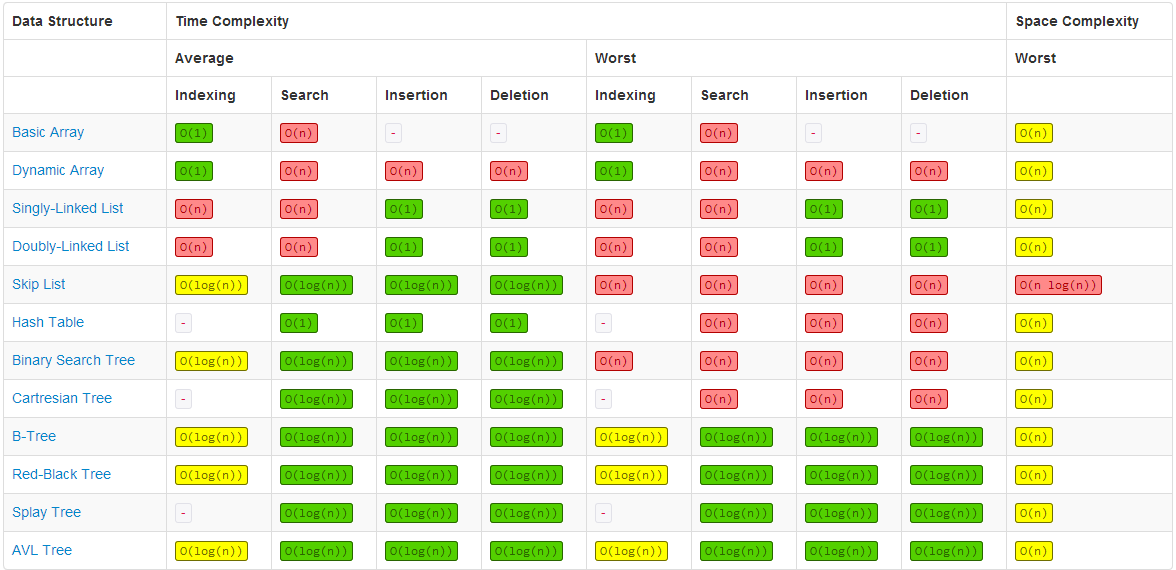 Data Structure Time Complexity Space Complexity
Average Worst Worst
Indexing Search Insertion Deletion Indexing Search Insertion Deletion
Basic Array O(1) O(n) - - O(1) O(n) - - O(n)
Dynamic Array O(1) O(n) O(n) O(n) O(1) O(n) O(n) O(n) O(n)
Singly-Linked List O(n) O(n) O(1) O(1) O(n) O(n) O(1) O(1) O(n)
Doubly-Linked List O(n) O(n) O(1) O(1) O(n) O(n) O(1) O(1) O(n)
Skip List O(log(n)) O(log(n)) O(log(n)) O(log(n)) O(n) O(n) O(n) O(n) O(n log(n))
Hash Table - O(1) O(1) O(1) - O(n) O(n) O(n) O(n)
Binary Search Tree O(log(n)) O(log(n)) O(log(n)) O(log(n)) O(n) O(n) O(n) O(n) O(n)
Cartresian Tree - O(log(n)) O(log(n)) O(log(n)) - O(n) O(n) O(n) O(n)
B-Tree O(log(n)) O(log(n)) O(log(n)) O(log(n)) O(log(n)) O(log(n)) O(log(n)) O(log(n)) O(n)
Red-Black Tree O(log(n)) O(log(n)) O(log(n)) O(log(n)) O(log(n)) O(log(n)) O(log(n)) O(log(n)) O(n)
Splay Tree - O(log(n)) O(log(n)) O(log(n)) - O(log(n)) O(log(n)) O(log(n)) O(n)
AVL Tree O(log(n)) O(log(n)) O(log(n)) O(log(n)) O(log(n)) O(log(n)) O(log(n)) O(log(n)) O(n)